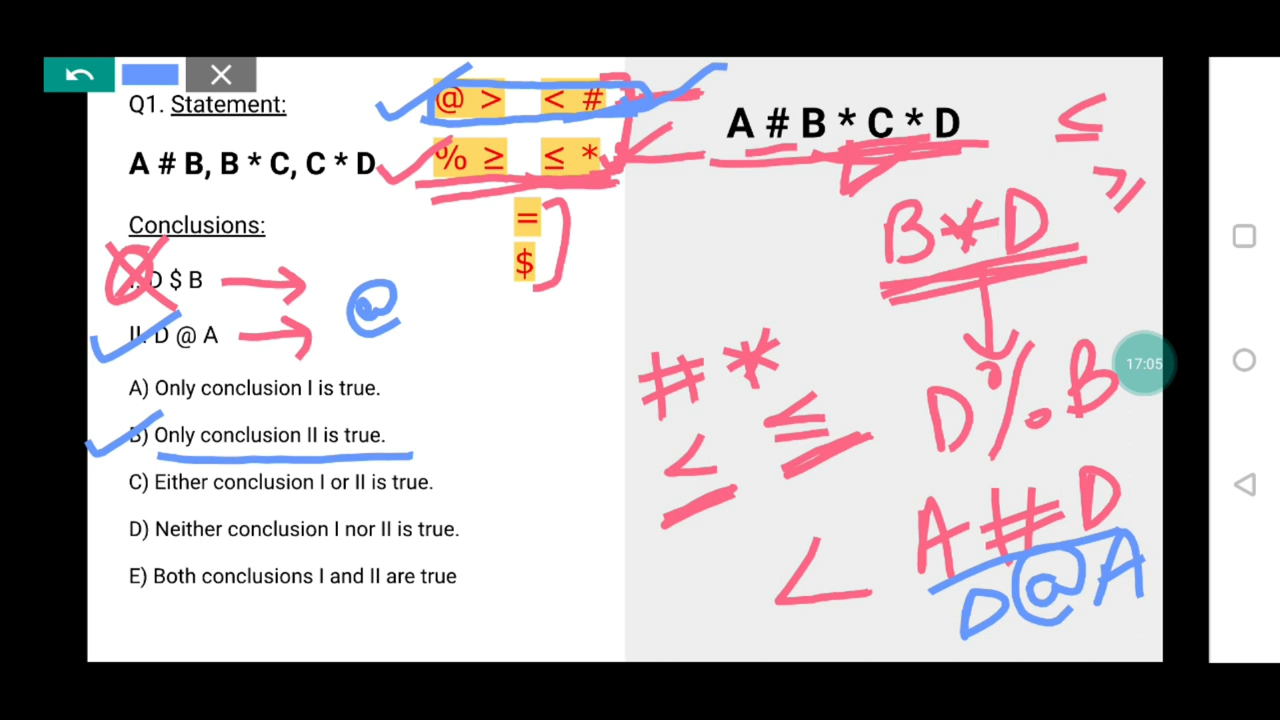 Q1. Statement:
@ > < #
A # B, B * C, C * D
% ≥ ≤ *
=
$
Conclusions:
D $ B
II. D @ A
@
A) Only conclusion I is true.
B) Only conclusion II is true.
C) Either conclusion I or II is true.
D) Neither conclusion I nor II is true.
E) Both conclusions I and II are true
A # B * C * D
≤
≥
B * D
# *
< ≤
D % B
A # D
<
D @ A
17:05